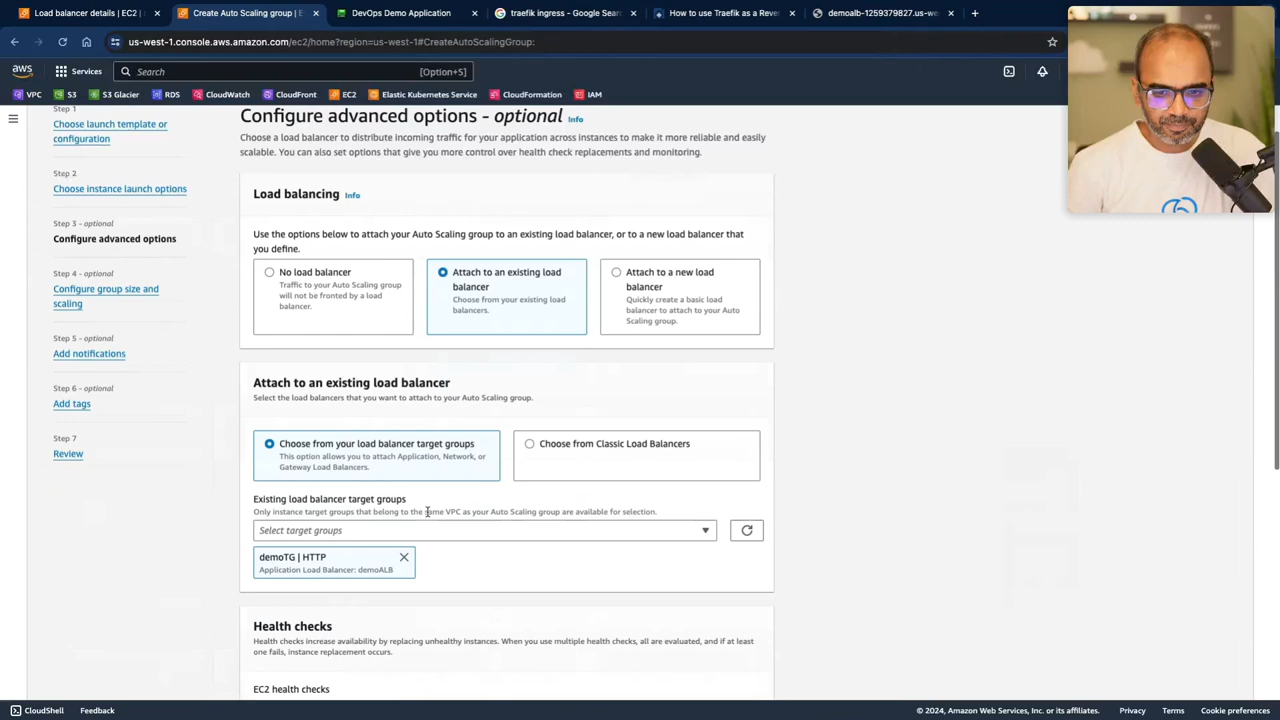 Load balancer details | EC2 |
Create Auto Scaling group | E
DevOps Demo Application
traefik ingress - Google Sear
How to use Traefik as a Reve
demoalb-1259379827.us-we
us-west-1.console.aws.amazon.com/ec2/home?region=us-west-1#CreateAutoScalingGroup:
aws
Services
Search
[Option+S]
VPC
S3
S3 Glacier
RDS
CloudWatch
CloudFront
EC2
Elastic Kubernetes Service
CloudFormation
IAM
Step 1
Choose launch template or
configuration
Step 2
Choose instance launch options
Step 3 - optional
Configure advanced options
Step 4 - optional
Configure group size and
scaling
Step 5 - optional
Add notifications
Step 6 - optional
Add tags
Step 7
Review
Configure advanced options - optional Info
Choose a load balancer to distribute incoming traffic for your application across instances to make it more reliable and easily
scalable. You can also set options that give you more control over health check replacements and monitoring.
Load balancing Info
Use the options below to attach your Auto Scaling group to an existing load balancer, or to a new load balancer that
you define.
No load balancer
Traffic to your Auto Scaling group
will not be fronted by a load
balancer.
Attach to an existing load
balancer
Choose from your existing load
balancers.
Attach to a new load
balancer
Quickly create a basic load
balancer to attach to your Auto
Scaling group.
Attach to an existing load balancer
Select the load balancers that you want to attach to your Auto Scaling group.
Choose from your load balancer target groups
This option allows you to attach Application, Network, or
Gateway Load Balancers.
Choose from Classic Load Balancers
Existing load balancer target groups
Only instance target groups that belong to the same VPC as your Auto Scaling group are available for selection.
Select target groups
demoTG | HTTP
Application Load Balancer: demoALB
Health checks
Health checks increase availability by replacing unhealthy instances. When you use multiple health checks, all are evaluated, and if at least
one fails, instance replacement occurs.
EC2 health checks
CloudShell
Feedback
© 2024, Amazon Web Services, Inc. or its affiliates.
Privacy
Terms
Cookie preferences